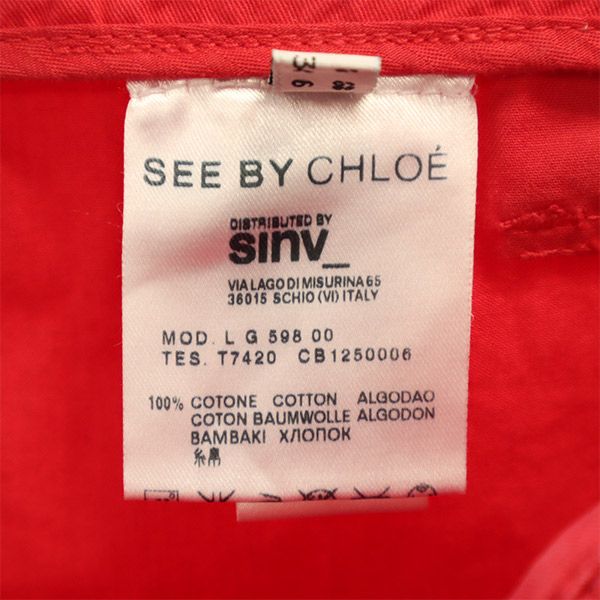 SEE BY CHLOÉ
DISTRIBUTED BY
sinv_
VIA LAGO DI MISURINA 65
36015 SCHIO (VI) ITALY
MOD. L G 598 00
TES. T7420 CB1250006
100% COTONE COTTON ALGODAO
COTON BAUMWOLLE ALGODON
BAMBAKI ХЛОПОК